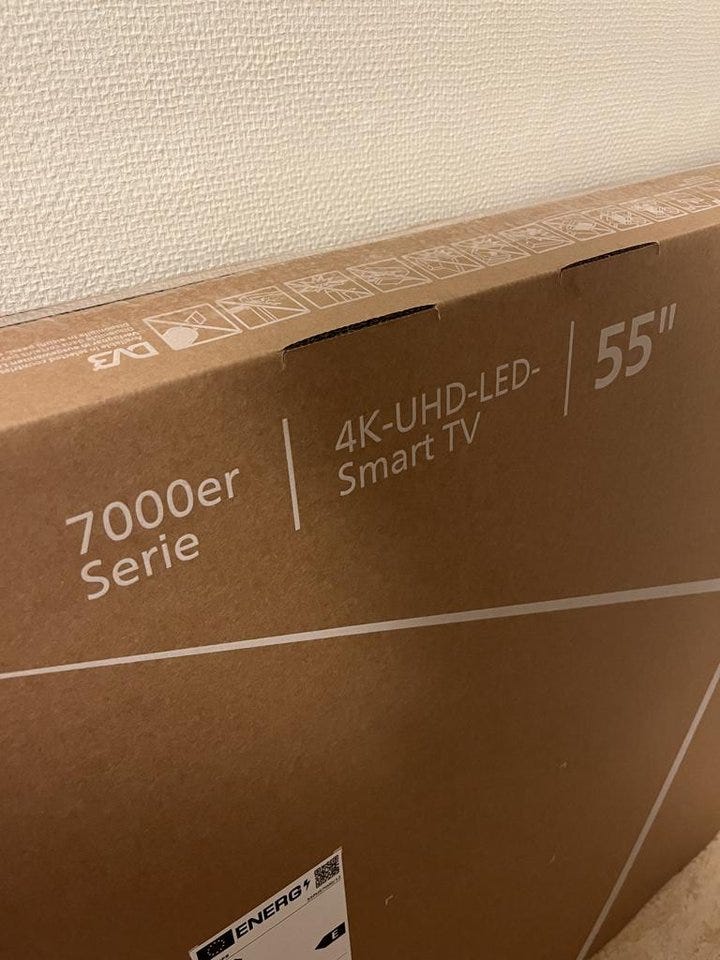 DVB
7000er
Serie
4K-UHD-LED-
Smart TV
55"
ENERG
E